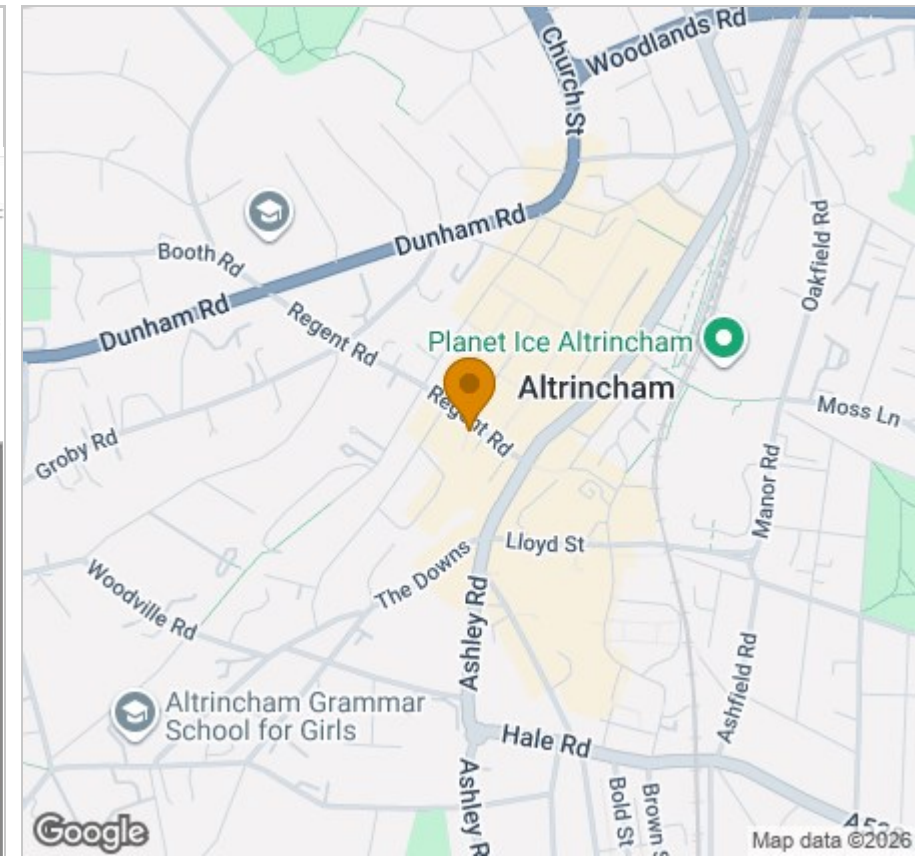 Church St
Woodlands Rd
Dunham Rd
Booth Rd
Dunham Rd
Oakfield Rd
Regent Rd
Planet Ice Altrincham
Altrincham
Regent Rd
Moss Ln
Groby Rd
Manor Rd
Lloyd St
The Downs
Woodville Rd
Ashley Rd
Ashfield Rd
Altrincham Grammar
School for Girls
Hale Rd
Ashley R
Bold St
Brown S
Google
Map data ©2026